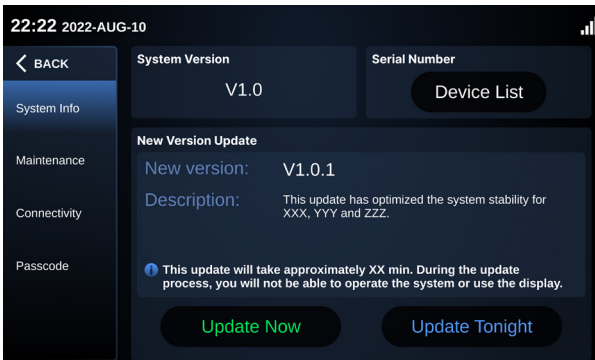 22:22 2022-AUG-10
BACK
System Info
Maintenance
Connectivity
Passcode
System Version
V1.0
Serial Number
Device List
New Version Update
New version: V1.0.1
Description: This update has optimized the system stability for
XXX, YYY and ZZZ.
This update will take approximately XX min. During the update
process, you will not be able to operate the system or use the display.
Update Now
Update Tonight